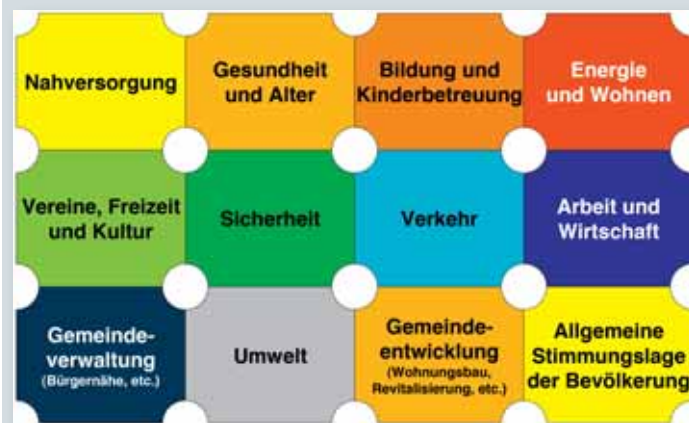 Nahversorgung
Gesundheit
und Alter
Bildung und
Kinderbetreuung
Energie
und Wohnen
Vereine, Freizeit
und Kultur
Sicherheit
Verkehr
Arbeit und
Wirtschaft
Gemeinde-
verwaltung
(Bürgernähe, etc.)
Umwelt
Gemeinde-
entwicklung
(Wohnungsbau,
Revitalisierung, etc.)
Allgemeine
Stimmungslage
der Bevölkerung